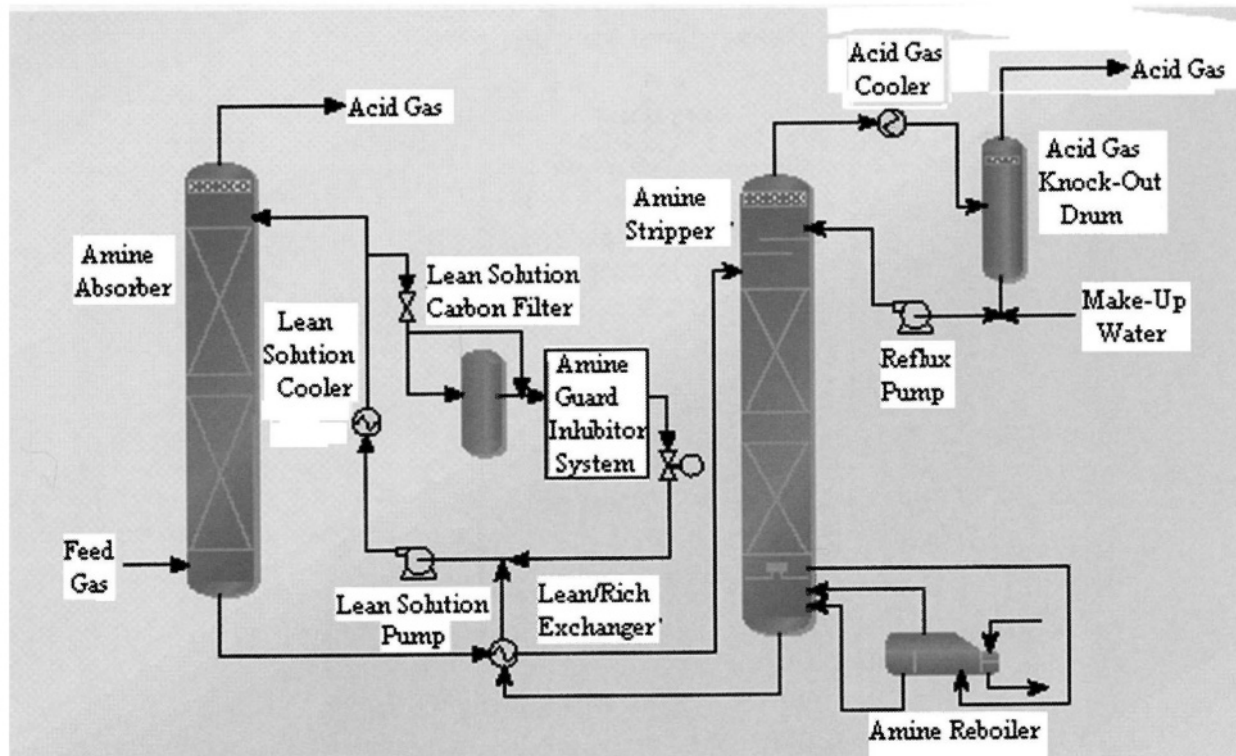 Acid Gas
Cooler
Acid Gas
Acid Gas
Acid Gas
Knock-Out
Drum
Amine
Stripper
Amine
Absorber
Lean Solution
Carbon Filter
Lean
Solution
Cooler
Make-Up
Water
Reflux
Pump
Amine
Guard
Inhibitor
System
Feed
Gas
Lean Solution
Pump
Lean/Rich
Exchanger
Amine Reboiler